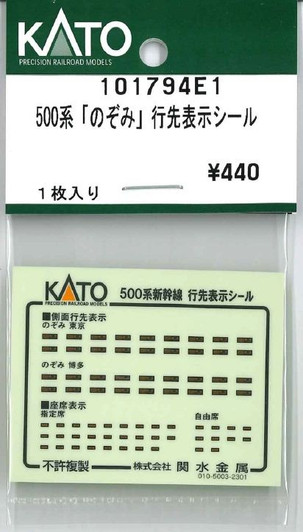 KATO
PRECISION RAILROAD MODELS
101794E1
500系「のぞみ」行先表示シール
¥440
1枚入り
KATO
PRECISION RAILROAD MODELS
500系新幹線 行先表示シール
■側面行先表示
のぞみ 東京
のぞみ 博多
■座席表示
指定席
自由席
不許複製
株式会社 関水金属
010-5003-2301